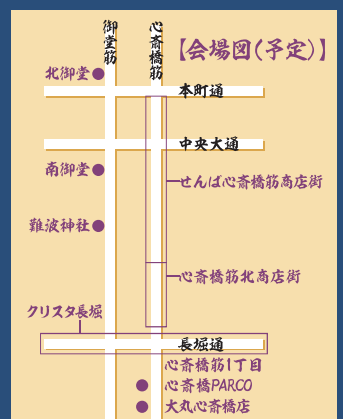 御堂筋
心斎橋筋
【会場図(予定)】
北御堂
本町通
中央大通
南御堂
せんば心斎橋筋商店街
難波神社
心斎橋筋北商店街
クリスタ長堀
長堀通
心斎橋筋1丁目
心斎橋PARCO
大丸心斎橋店